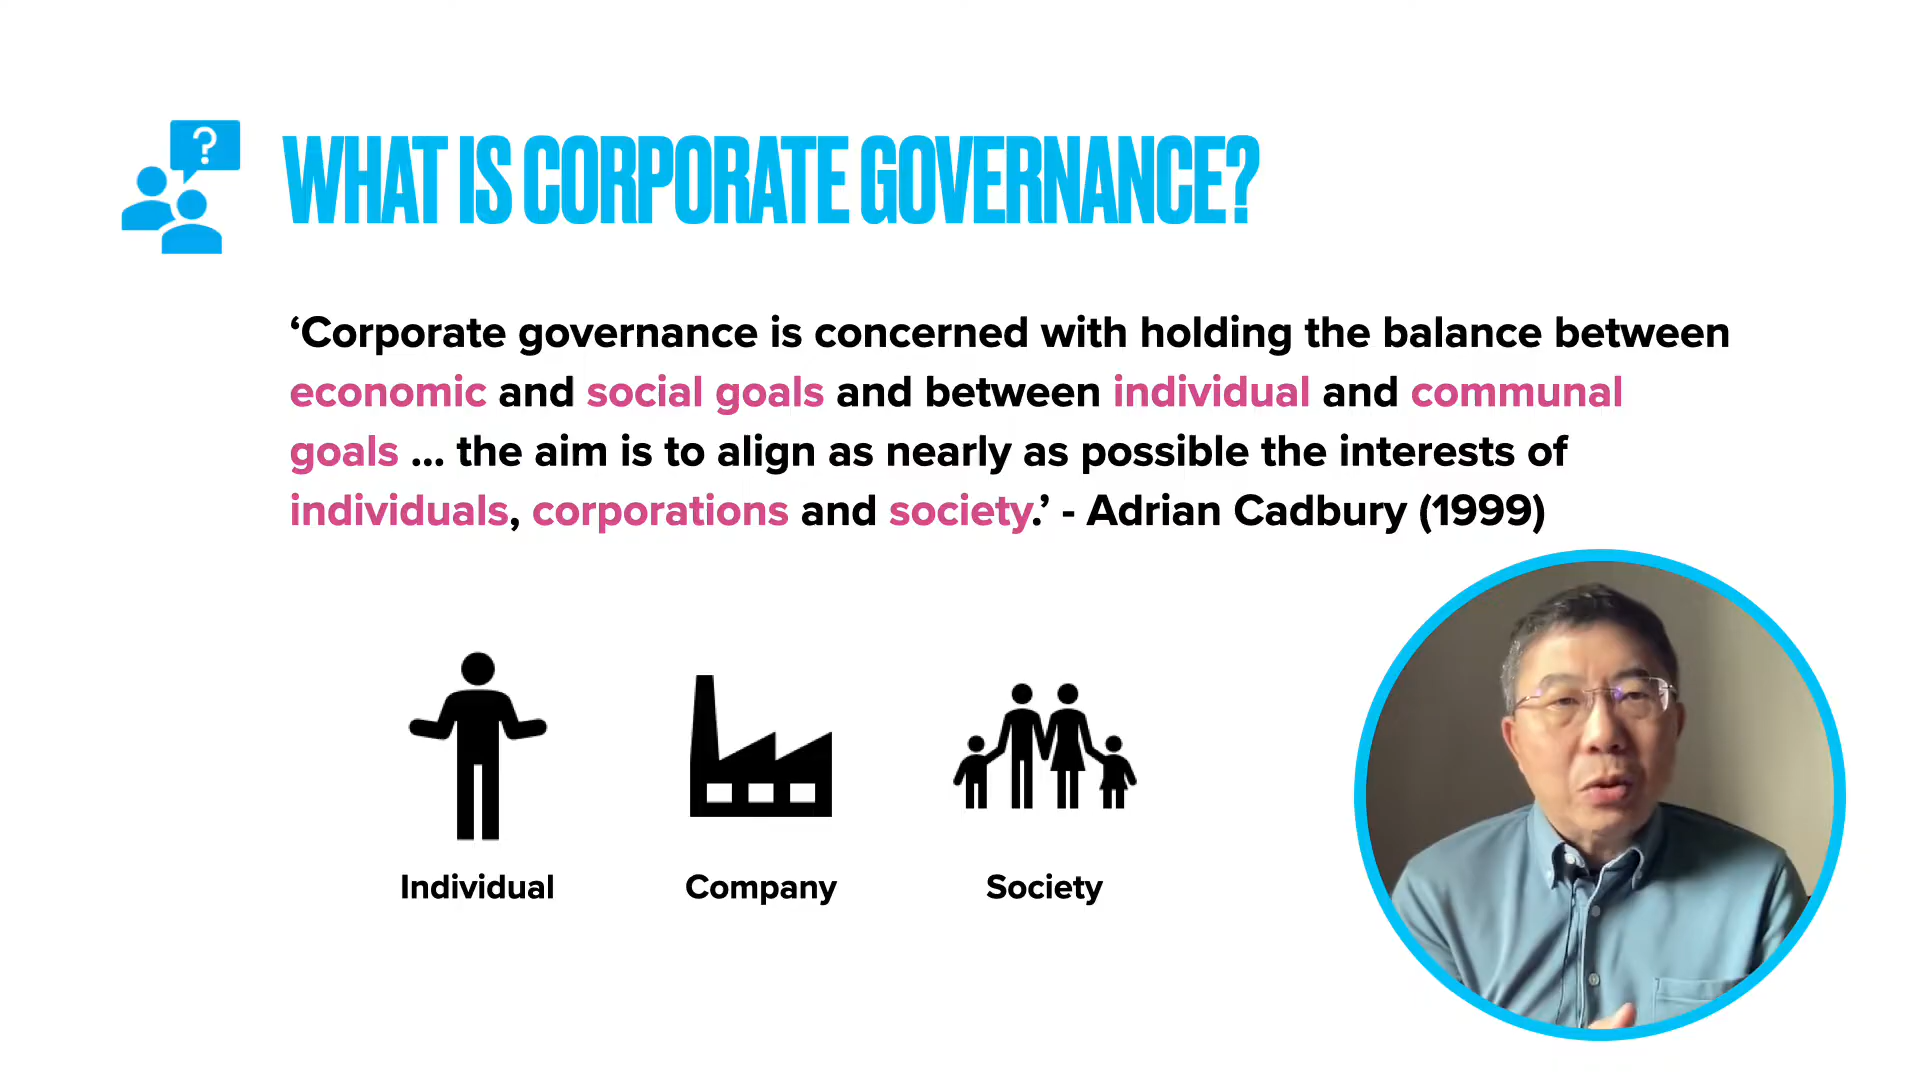 ?
WHAT IS CORPORATE GOVERNANCE?
‘Corporate governance is concerned with holding the balance between
economic and social goals and between individual and communal
goals ... the aim is to align as nearly as possible the interests of
individuals, corporations and society.’ - Adrian Cadbury (1999)
Individual
Company
Society